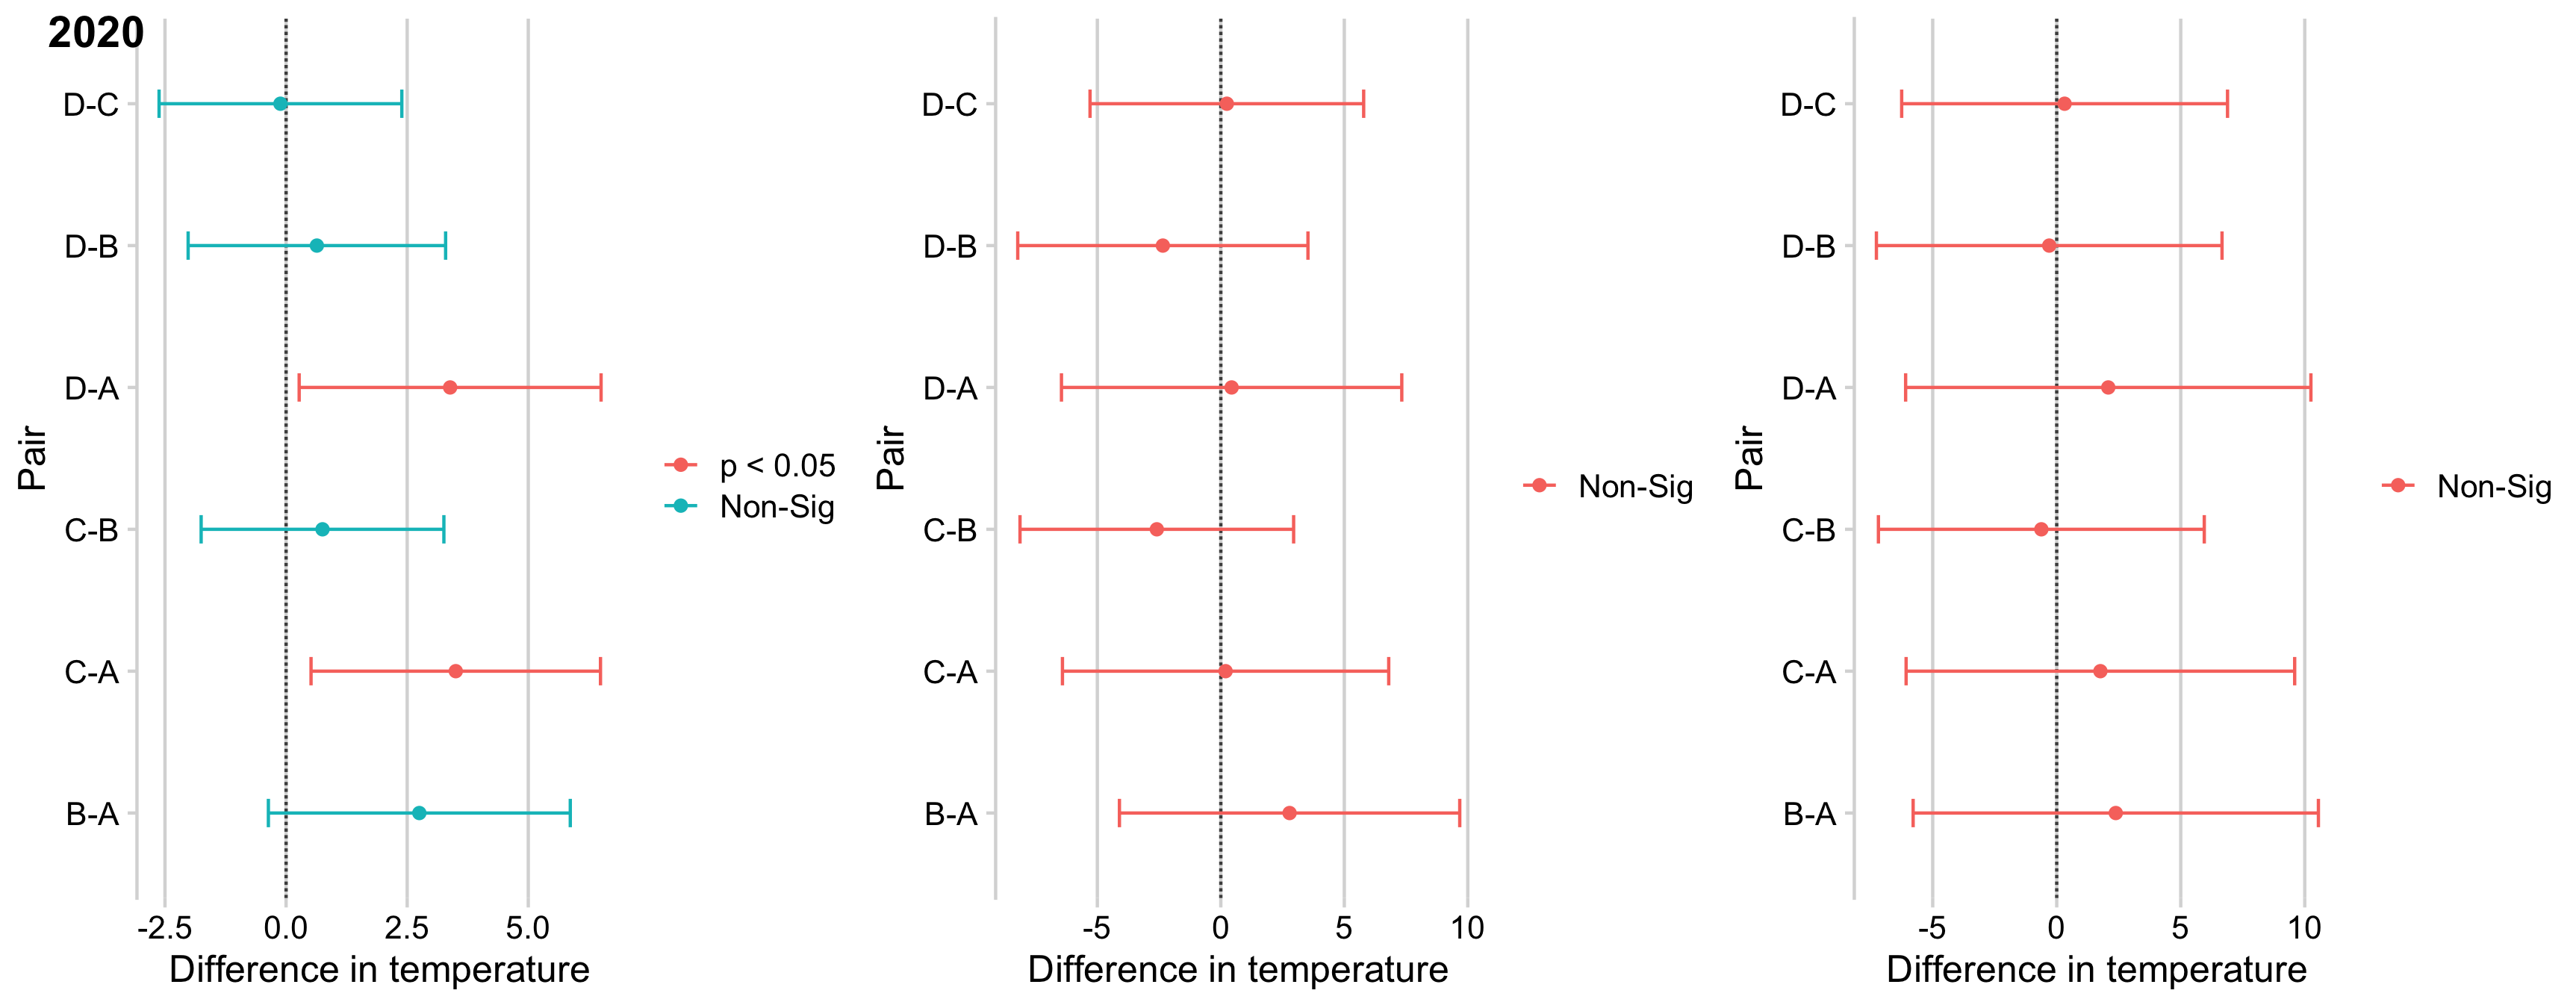 2020
D-C
D-B
D-A
C-B
C-A
B-A
Pair
-2.5 0.0 2.5 5.0
Difference in temperature
p < 0.05
Non-Sig
D-C
D-B
D-A
C-B
C-A
B-A
Pair
-5 0 5 10
Difference in temperature
Non-Sig
D-C
D-B
D-A
C-B
C-A
B-A
Pair
-5 0 5 10
Difference in temperature
Non-Sig